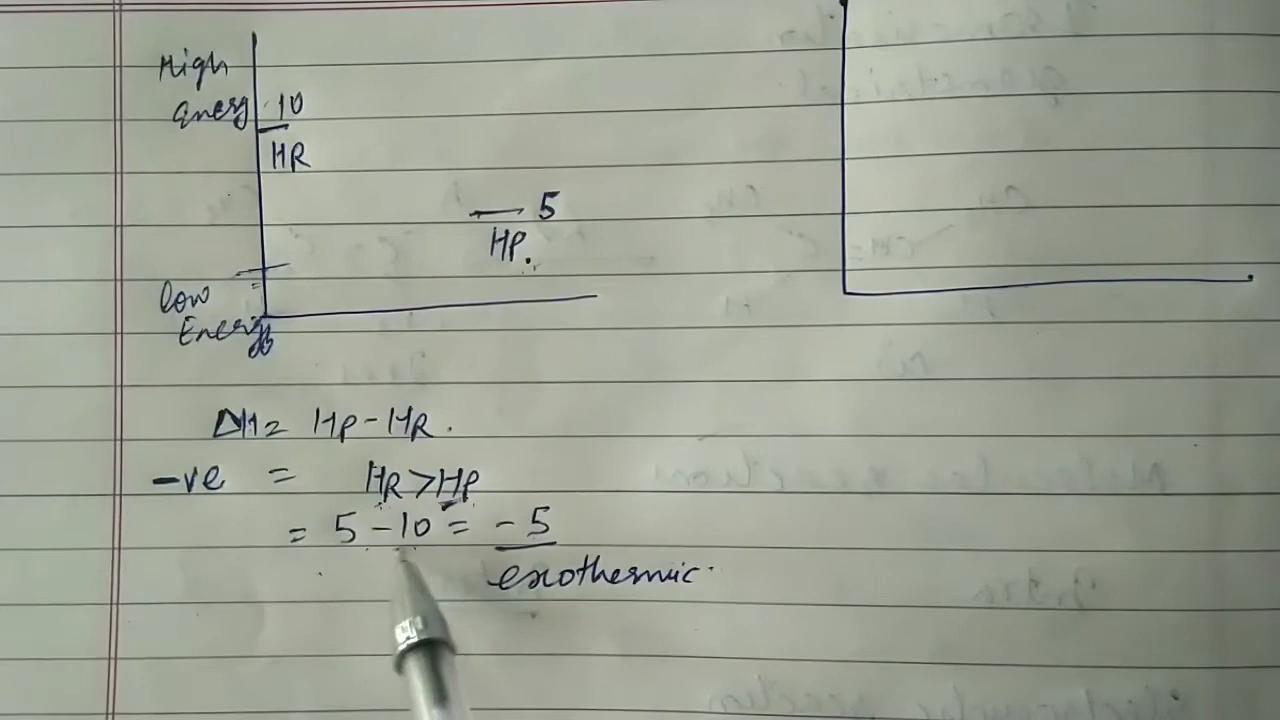 High
Energy 10
HR
5
HP.
low
Energy
ΔH = HP - HR.
-ve = HR > HP
= 5 - 10 = -5
exothermic.